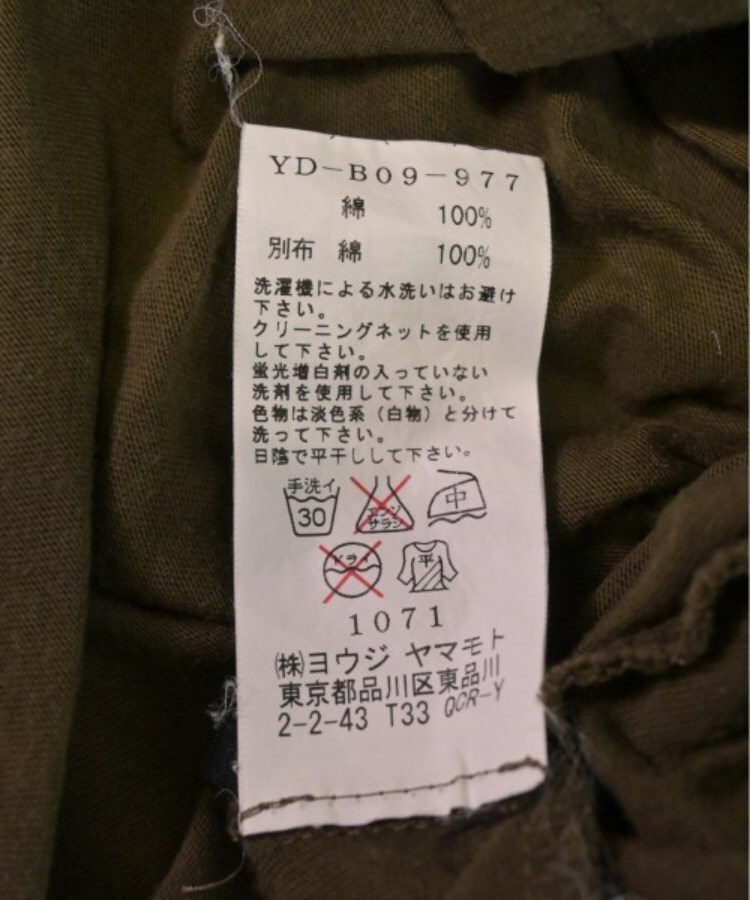 YD-B09-977
綿 100%
別布 綿 100%
洗濯機による水洗いはお避け
下さい。
クリーニングネットを使用
して下さい。
蛍光増白剤の入っていない
洗剤を使用して下さい。
色物は淡色系（白物）と分けて
洗って下さい。
日陰で平干しして下さい。
手洗イ 30 エンソサラシ 中
ドライ 平
1071
㈱ヨウジ ヤマモト
東京都品川区東品川
2-2-43 T33 QCR-Y